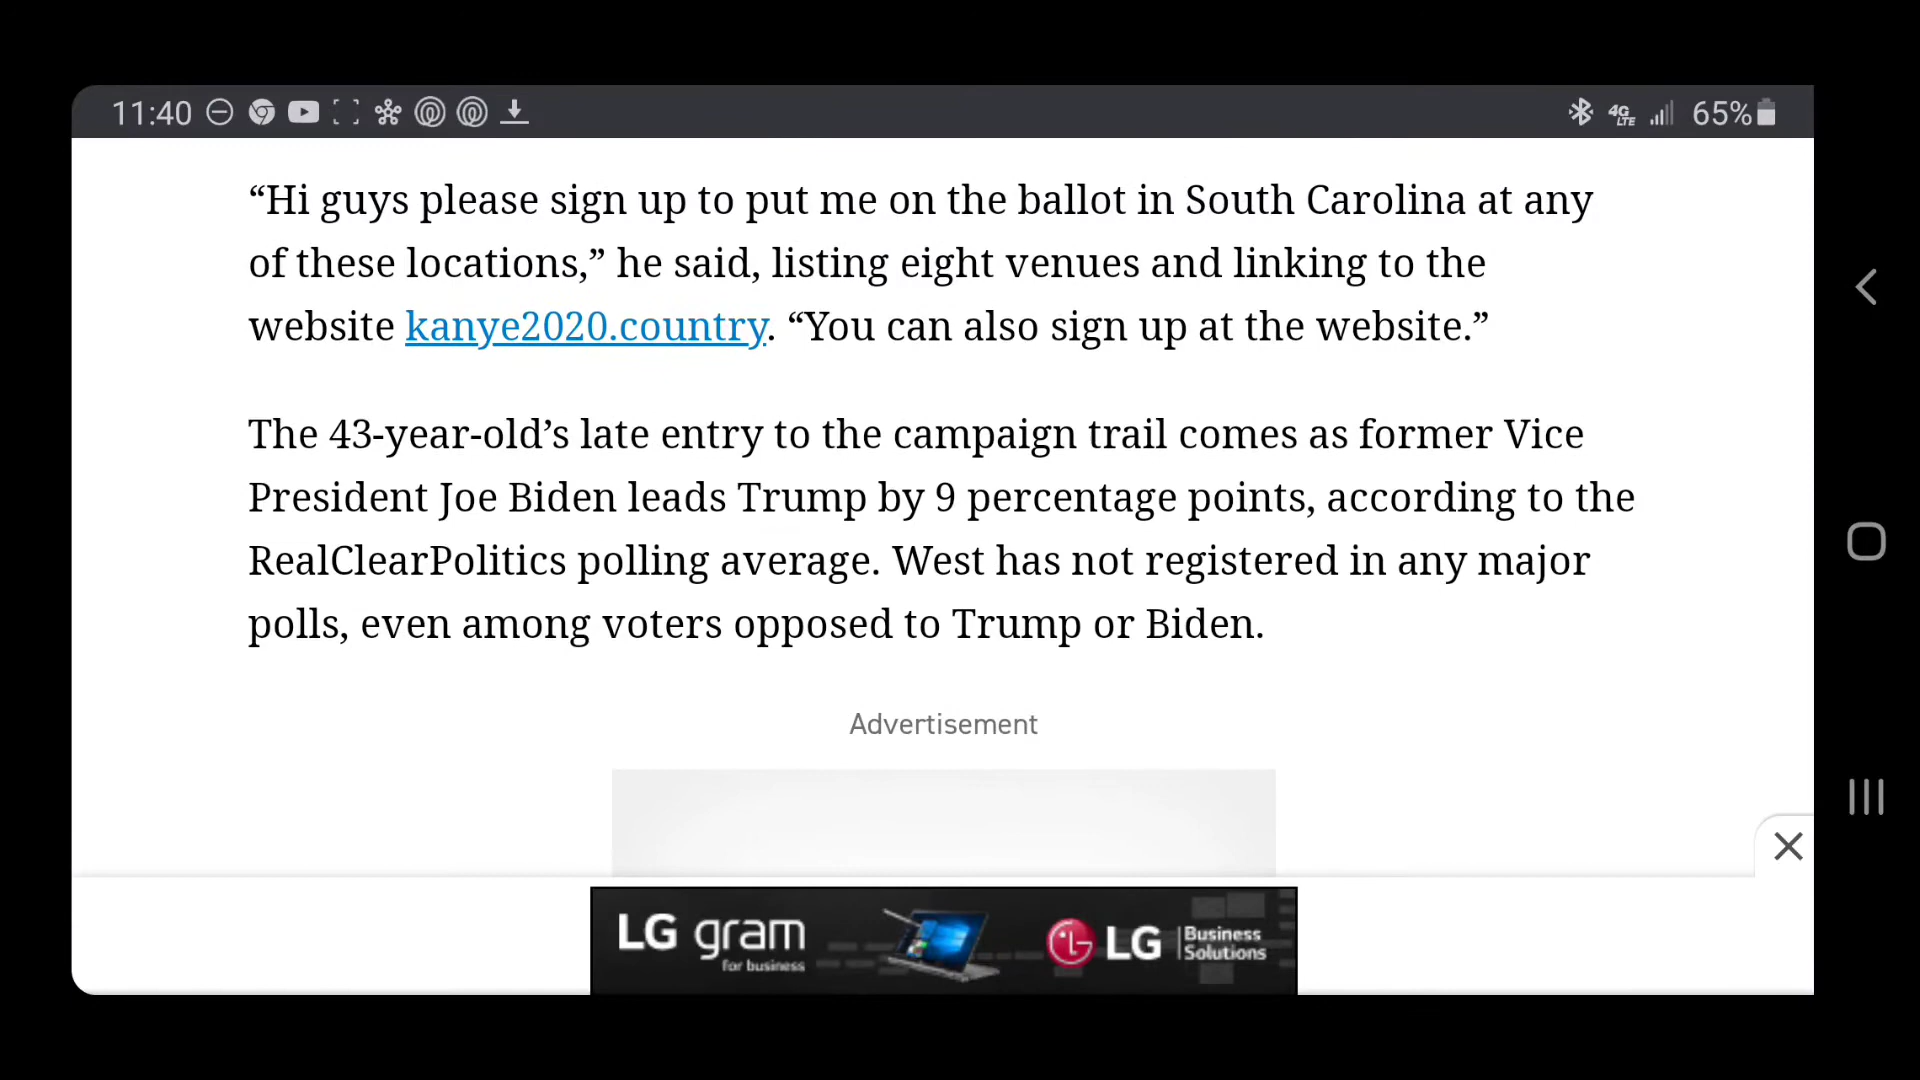 11:40
4G LTE
65%
“Hi guys please sign up to put me on the ballot in South Carolina at any
of these locations,” he said, listing eight venues and linking to the
website kanye2020.country. “You can also sign up at the website.”
The 43-year-old’s late entry to the campaign trail comes as former Vice
President Joe Biden leads Trump by 9 percentage points, according to the
RealClearPolitics polling average. West has not registered in any major
polls, even among voters opposed to Trump or Biden.
Advertisement
LG gram
for business
LG
Business
Solutions